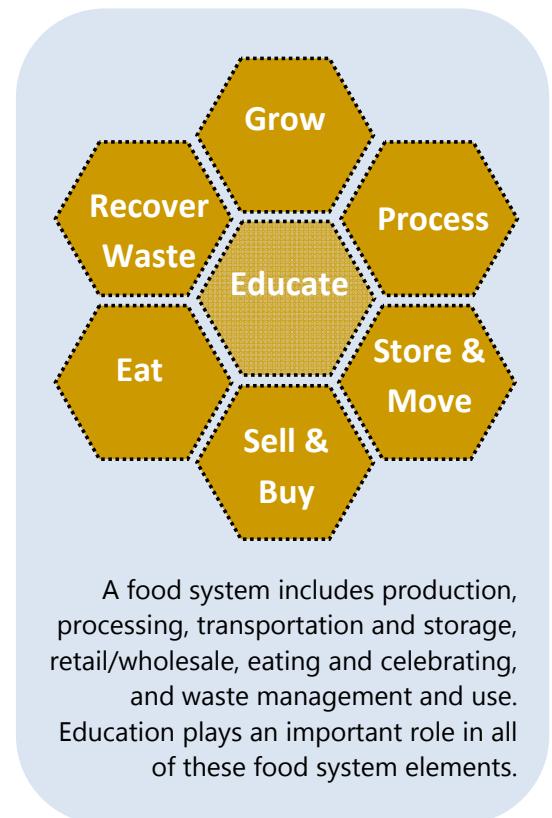 Grow
Process
Recover
Waste
Educate
Store &
Move
Eat
Sell &
Buy
A food system includes production,
processing, transportation and storage,
retail/wholesale, eating and celebrating,
and waste management and use.
Education plays an important role in all
of these food system elements.